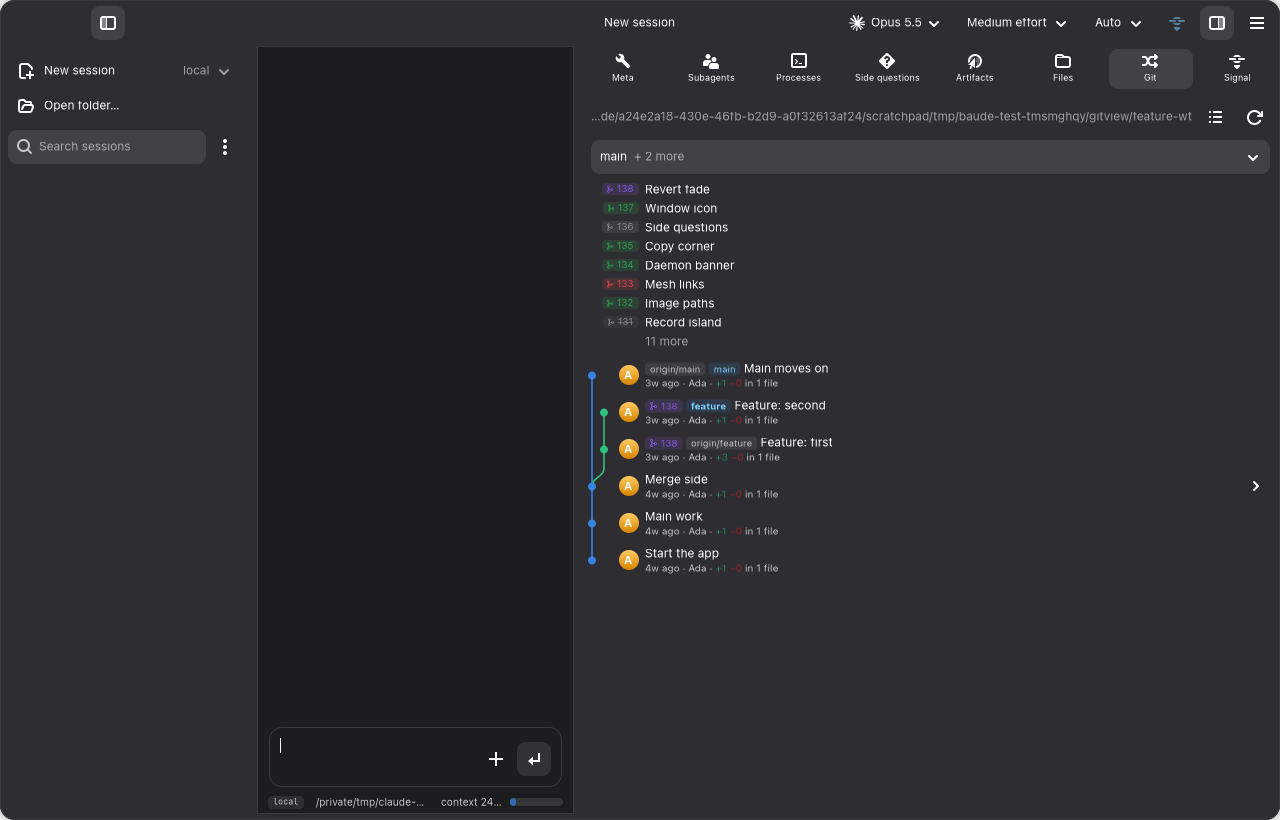 New session
Opus 5.5
Medium effort
Auto
New session
local
Open folder...
Search sessions
Meta
Subagents
Processes
Side questions
Artifacts
Files
Git
Signal
...de/a24e2a18-430e-46fb-b2d9-a0f32613af24/scratchpad/tmp/baude-test-tmsmghqy/gitview/feature-wt
main + 2 more
138 Revert fade
137 Window icon
136 Side questions
135 Copy corner
134 Daemon banner
133 Mesh links
132 Image paths
131 Record island
11 more
A origin/main main Main moves on
3w ago · Ada · +1 −0 in 1 file
A 138 feature Feature: second
3w ago · Ada · +1 −0 in 1 file
A 138 origin/feature Feature: first
3w ago · Ada · +3 −0 in 1 file
A Merge side
4w ago · Ada · +1 −0 in 1 file
A Main work
4w ago · Ada · +1 −0 in 1 file
A Start the app
4w ago · Ada · +1 −0 in 1 file
local /private/tmp/claude-... context 24...